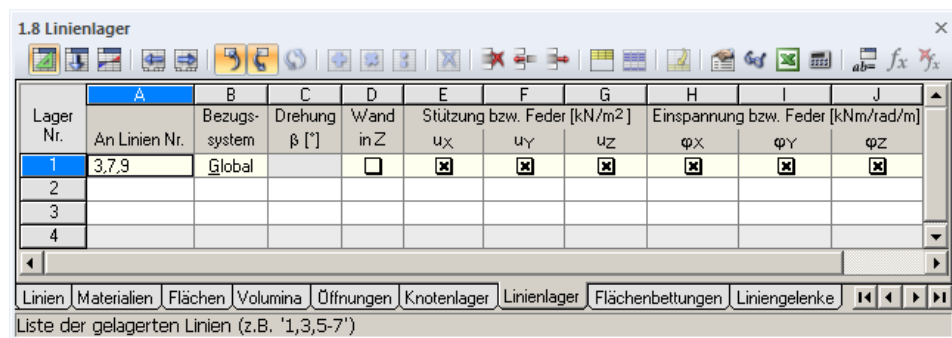 1.8 Linienlager
A B C D E F G H I J
Lager Bezugs- Drehung Wand Stützung bzw. Feder [kN/m2] Einspannung bzw. Feder [kNm/rad/m]
Nr. An Linien Nr. system β [°] in Z uX uY uZ φX φY φZ
1 3,7,9 Global
2
3
4
Linien Materialien Flächen Volumina Öffnungen Knotenlager Linienlager Flächenbettungen Liniengelenke
Liste der gelagerten Linien (z.B. '1,3,5-7')